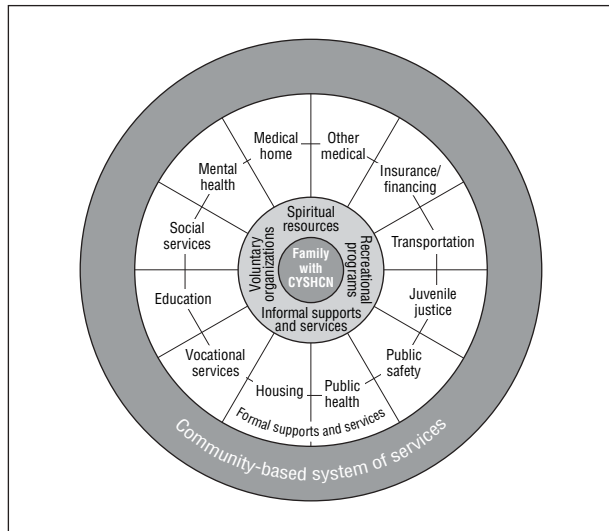 Medical
home
Other
medical
Mental
health
Insurance/
financing
Social
services
Transportation
Education
Juvenile
justice
Vocational
services
Public
safety
Housing
Public
health
Formal supports and services
Spiritual
resources
Voluntary
organizations
Recreational
programs
Informal supports
and services
Family
with
CYSHCN
Community-based system of services